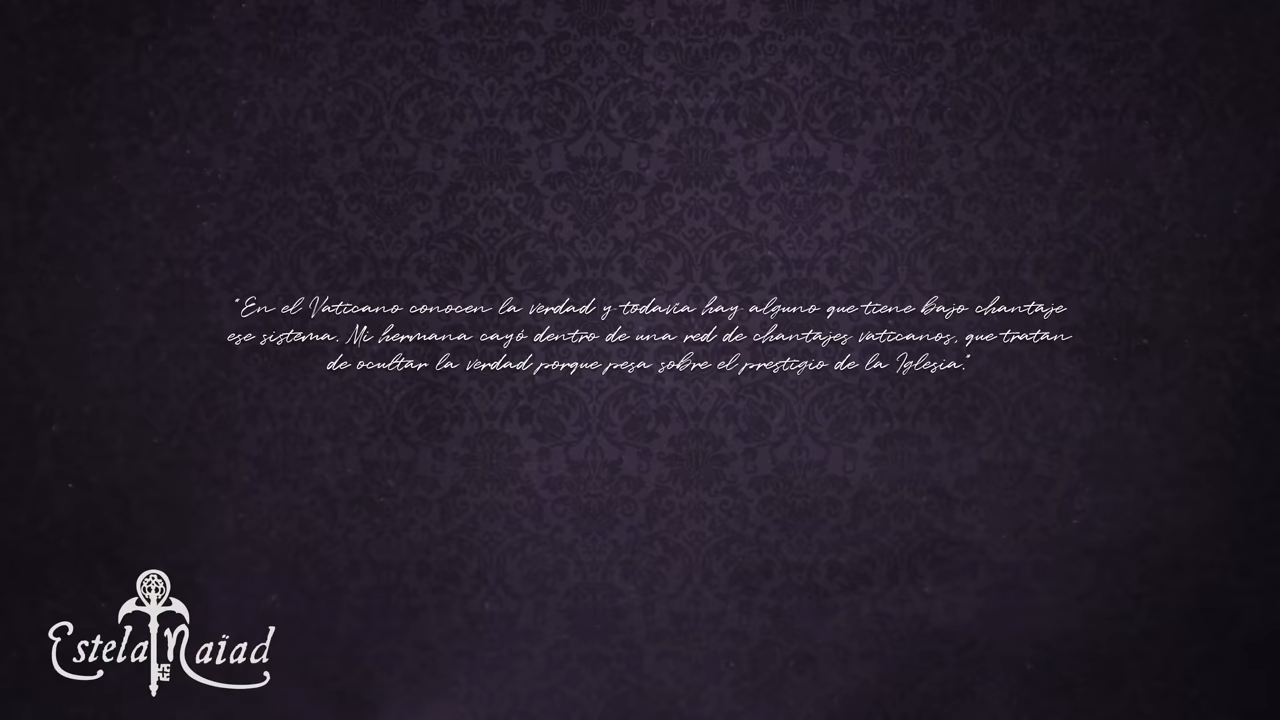 "En el Vaticano conocen la verdad y todavía hay alguno que tiene bajo chantaje
ese sistema. Mi hermana cayó dentro de una red de chantajes vaticanos, que tratan
de ocultar la verdad porque pesa sobre el prestigio de la Iglesia."
Estela Naïad